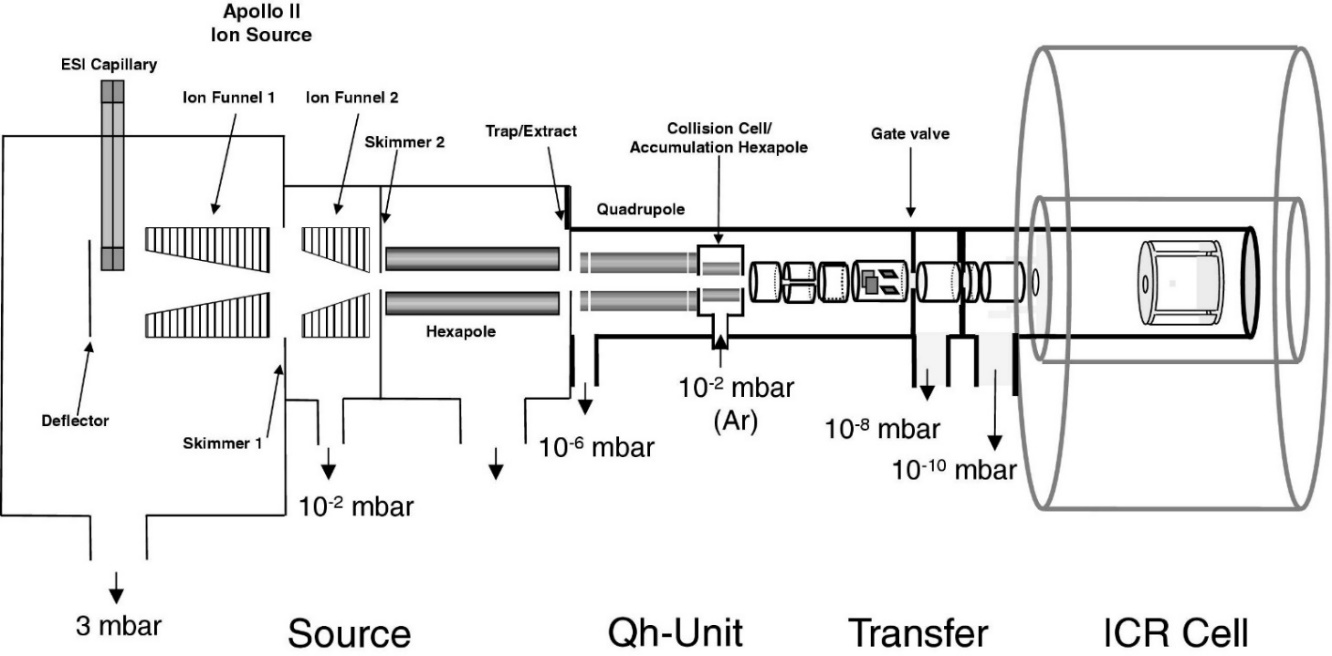 Apollo II
Ion Source
ESI Capillary
Ion Funnel 1
Ion Funnel 2
Skimmer 2
Trap/Extract
Collision Cell/
Accumulation Hexapole
Gate valve
Quadrupole
Hexapole
Deflector
Skimmer 1
10⁻² mbar
(Ar)
10⁻⁶ mbar
10⁻⁸ mbar
10⁻¹⁰ mbar
10⁻² mbar
3 mbar
Source
Qh-Unit
Transfer
ICR Cell